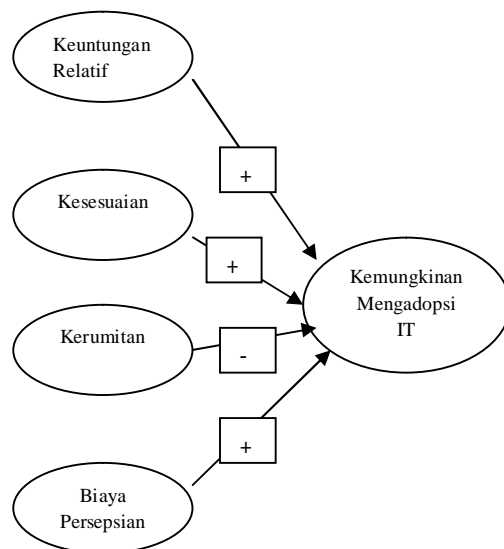 Keuntungan
Relatif
+
Kesesuaian
+
Kemungkinan
Mengadopsi
IT
Kerumitan
-
+
Biaya
Persepsian